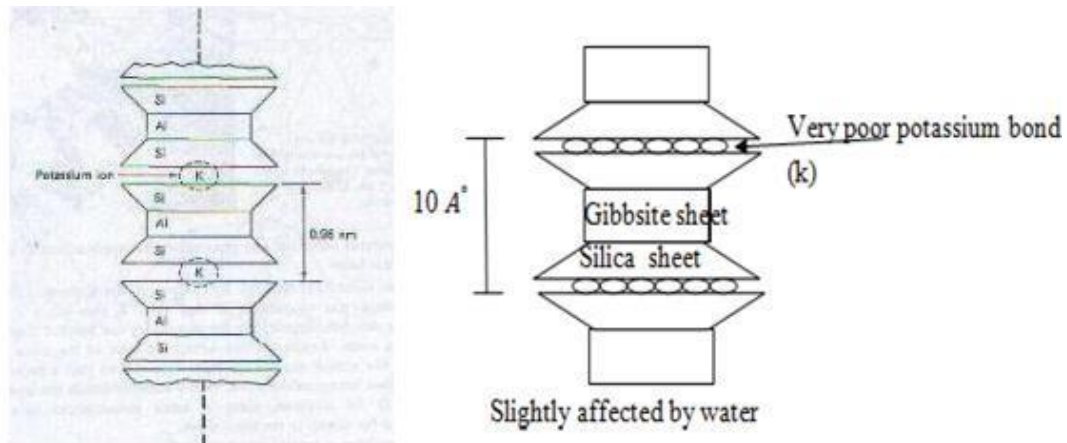 Si
Al
Si
Potassium ion
K
Si
Al
Si
0.96 nm
K
Si
Al
Si
Very poor potassium bond
(k)
10 A°
Gibbsite sheet
Silica sheet
Slightly affected by water